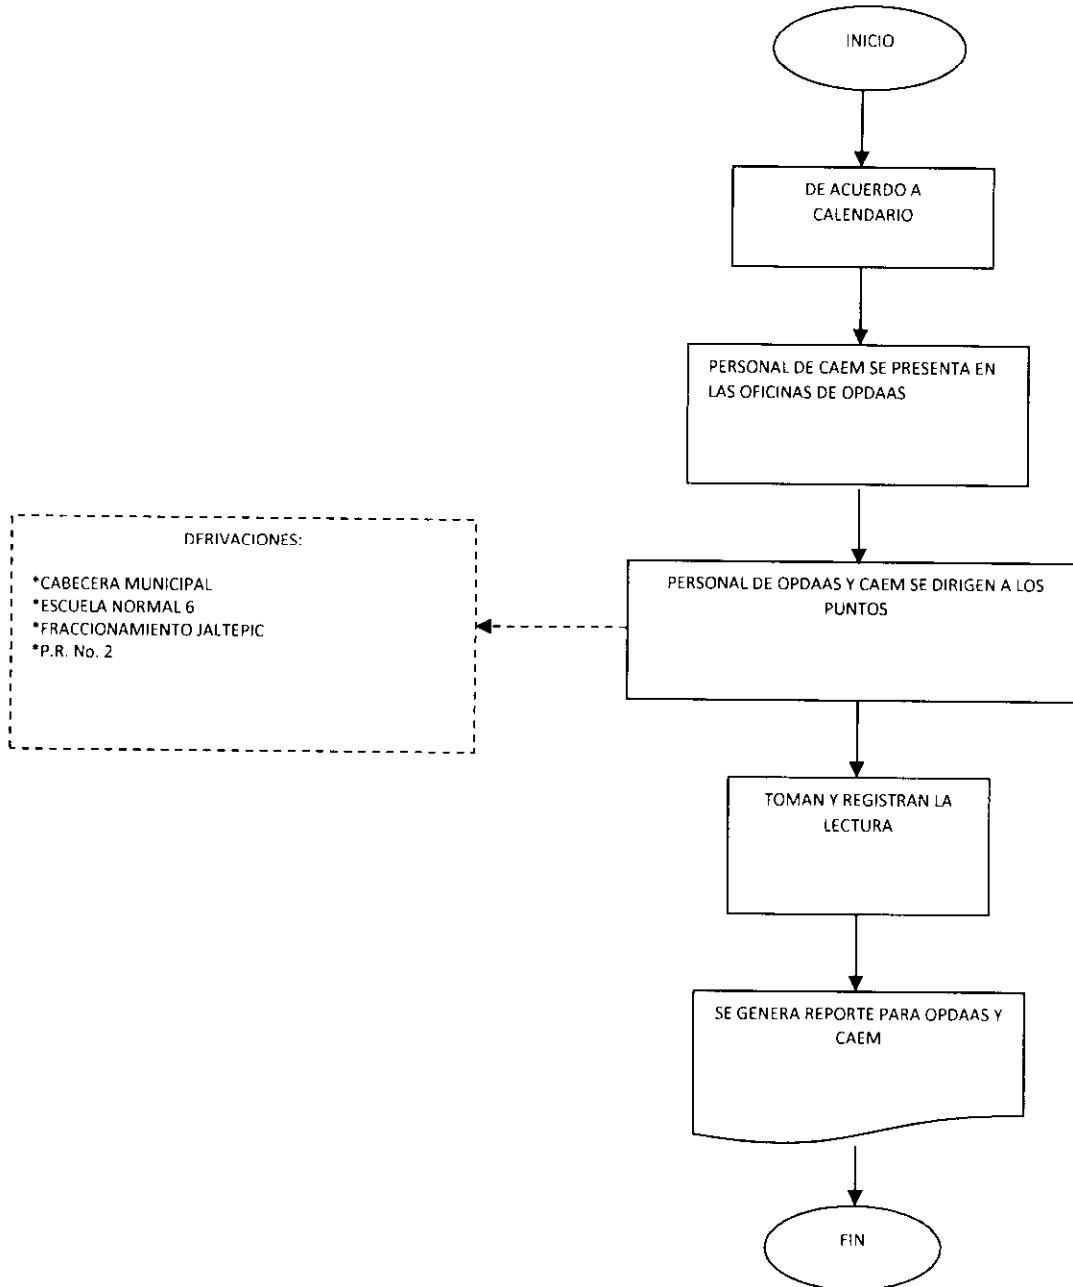 INICIO
DE ACUERDO A
CALENDARIO
PERSONAL DE CAEM SE PRESENTA EN
LAS OFICINAS DE OPDAAS
PERSONAL DE OPDAAS Y CAEM SE DIRIGEN A LOS
PUNTOS
DERIVACIONES:
*CABECERA MUNICIPAL
*ESCUELA NORMAL 6
*FRACCIONAMIENTO JALTEPIC
*P.R. No. 2
TOMAN Y REGISTRAN LA
LECTURA
SE GENERA REPORTE PARA OPDAAS Y
CAEM
FIN